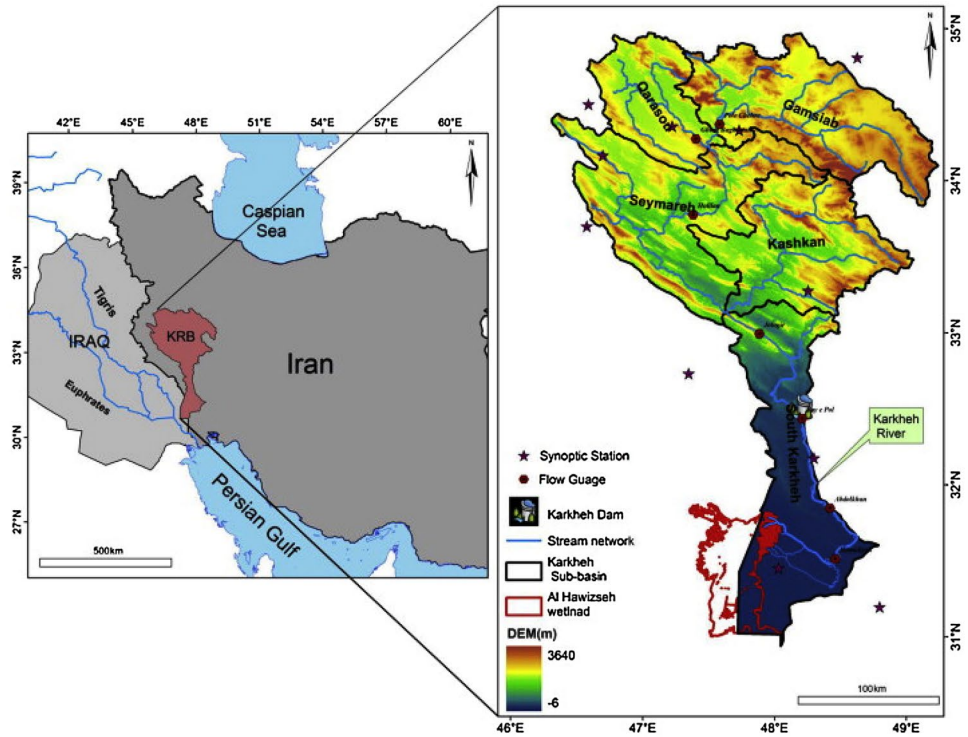 42°E 45°E 48°E 51°E 54°E 57°E 60°E
39°N
36°N
33°N
30°N
27°N
N
Caspian
Sea
Tigris
IRAQ
Euphrates
KRB
Iran
Persian Gulf
500km
N
35°N
34°N
33°N
32°N
31°N
Qarason
Gamsiab
Seymareh
Kashkan
South Karkheh
Abdolkhan
Karkheh
River
Synoptic Station
Flow Guage
Karkheh Dam
Stream network
Karkheh
Sub-basin
Al Hawizseh
wetlnad
DEM(m)
3640
-6
100km
46°E 47°E 48°E 49°E